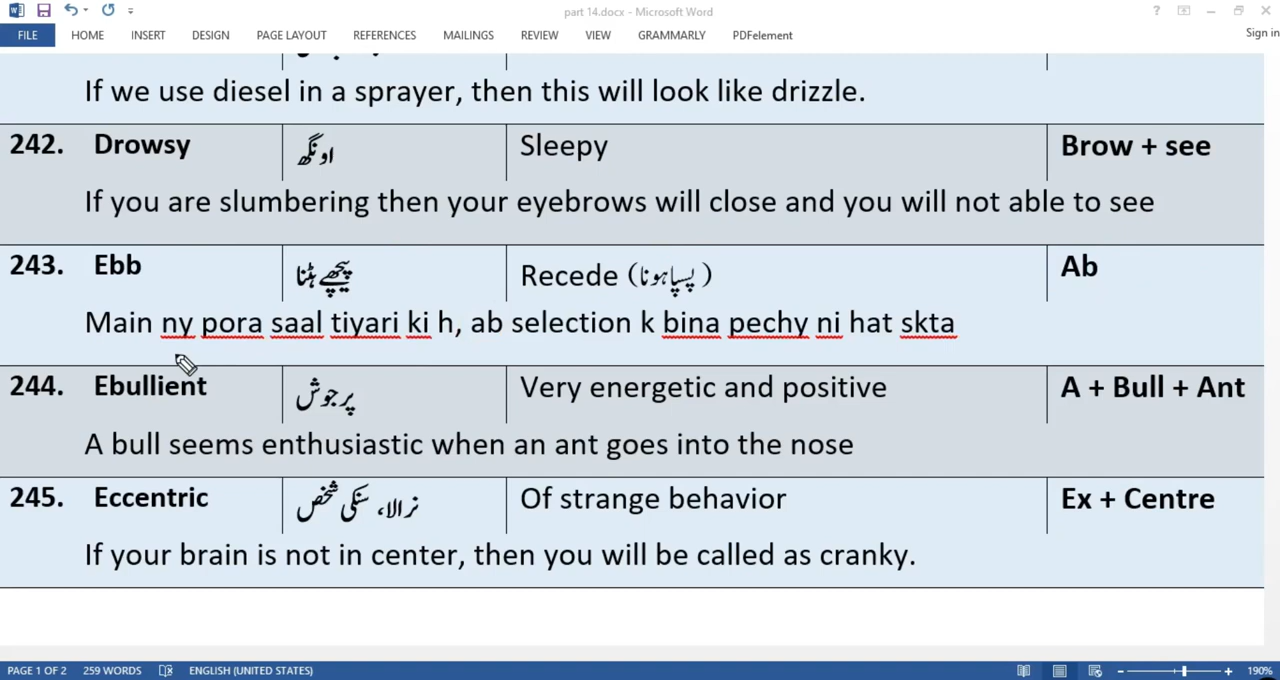 part 14.docx - Microsoft Word
FILE HOME INSERT DESIGN PAGE LAYOUT REFERENCES MAILINGS REVIEW VIEW GRAMMARLY PDFelement Sign in
If we use diesel in a sprayer, then this will look like drizzle.
242. Drowsy اونگھ Sleepy Brow + see
If you are slumbering then your eyebrows will close and you will not able to see
243. Ebb پیچھے ہٹنا Recede (پسپا ہونا) Ab
Main ny pora saal tiyari ki h, ab selection k bina pechy ni hat skta
244. Ebullient پرجوش Very energetic and positive A + Bull + Ant
A bull seems enthusiastic when an ant goes into the nose
245. Eccentric نرالا، سنکی شخص Of strange behavior Ex + Centre
If your brain is not in center, then you will be called as cranky.
PAGE 1 OF 2 259 WORDS ENGLISH (UNITED STATES) 190%